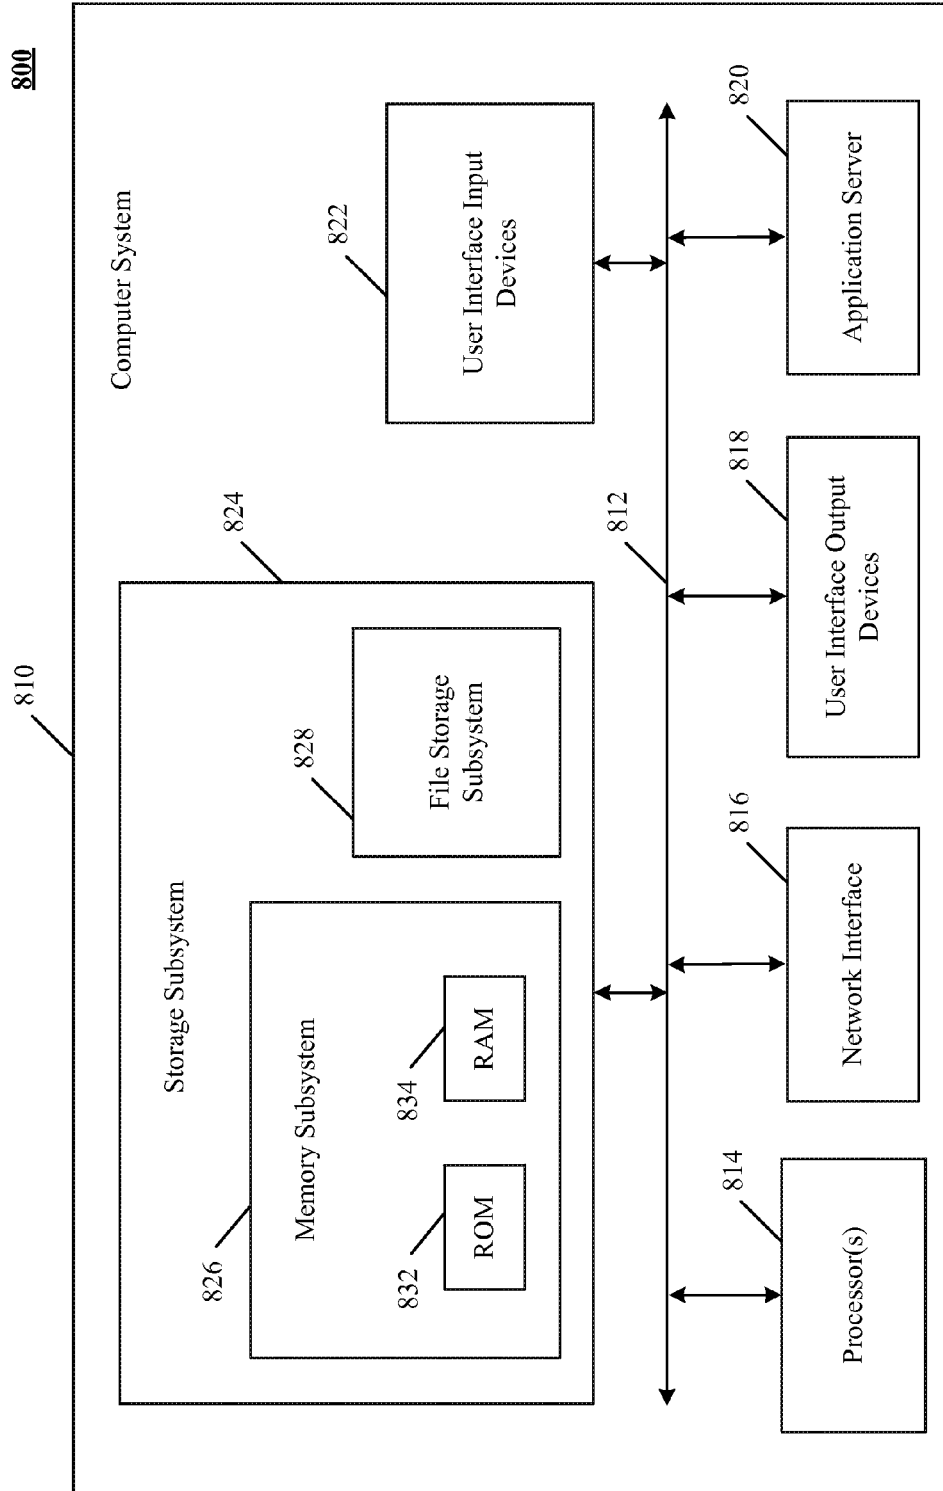 800
810
Computer System
824
Storage Subsystem
826
Memory Subsystem
828
File Storage
Subsystem
832
ROM
834
RAM
822
User Interface Input
Devices
812
814
Processor(s)
816
Network Interface
818
User Interface Output
Devices
820
Application Server